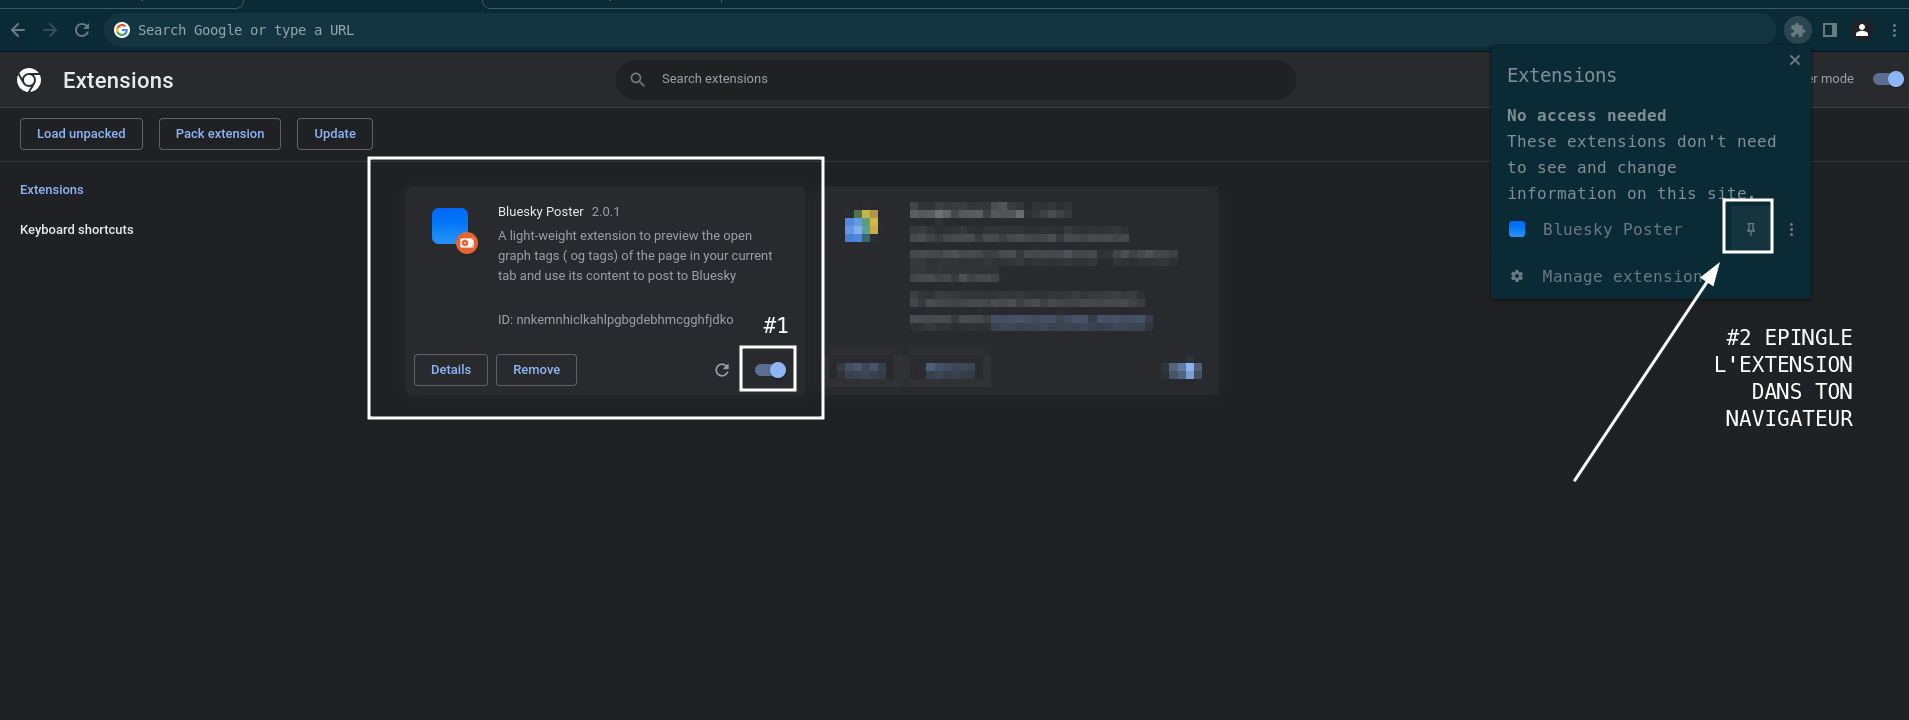 Search Google or type a URL
Extensions
Search extensions
er mode
Load unpacked
Pack extension
Update
Extensions
Keyboard shortcuts
Bluesky Poster 2.0.1
A light-weight extension to preview the open
graph tags ( og tags) of the page in your current
tab and use its content to post to Bluesky
ID: nnkemnhiclkahlpgbgdebhmcgghfjdko
#1
Details
Remove
Extensions
No access needed
These extensions don't need
to see and change
information on this site.
Bluesky Poster
Manage extension
#2 EPINGLE
L'EXTENSION
DANS TON
NAVIGATEUR